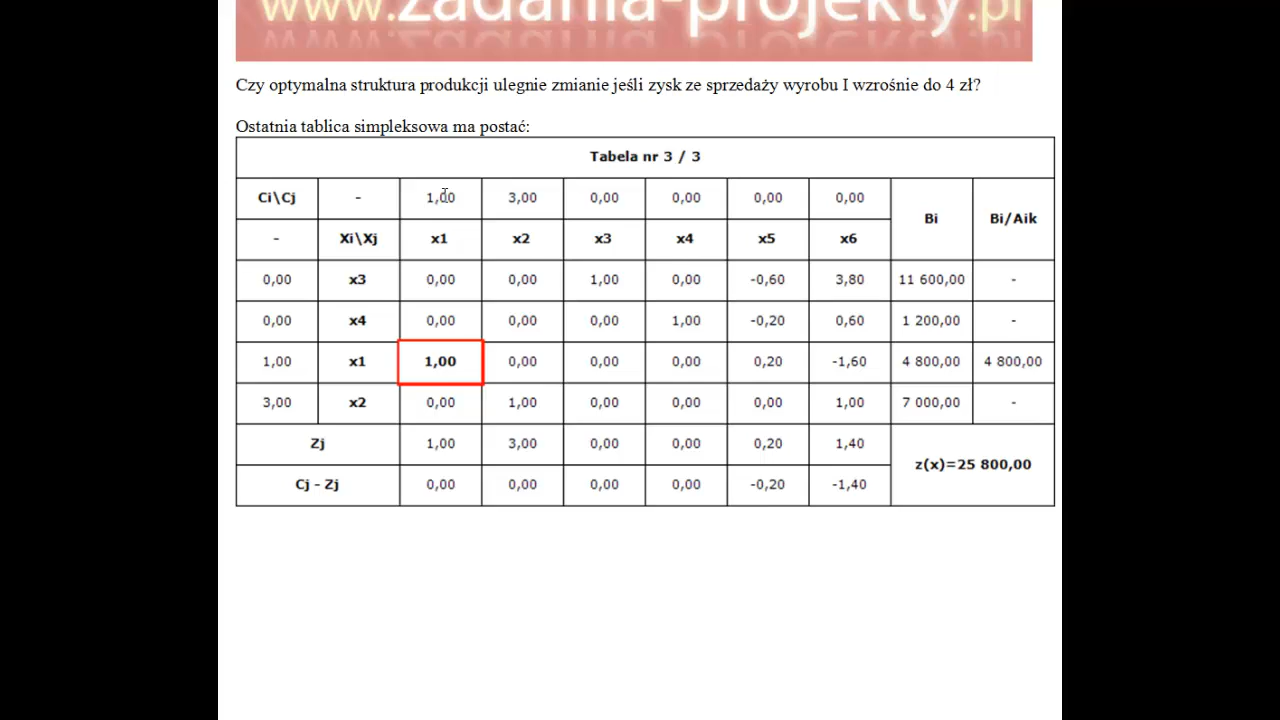 www.zadania-projekty.pl
Czy optymalna struktura produkcji ulegnie zmianie jeśli zysk ze sprzedaży wyrobu I wzrośnie do 4 zł?
Ostatnia tablica simpleksowa ma postać:
Tabela nr 3 / 3
Ci\Cj - 1,00 3,00 0,00 0,00 0,00 0,00 Bi Bi/Aik
- Xi\Xj x1 x2 x3 x4 x5 x6
0,00 x3 0,00 0,00 1,00 0,00 -0,60 3,80 11 600,00 -
0,00 x4 0,00 0,00 0,00 1,00 -0,20 0,60 1 200,00 -
1,00 x1 1,00 0,00 0,00 0,00 0,20 -1,60 4 800,00 4 800,00
3,00 x2 0,00 1,00 0,00 0,00 0,00 1,00 7 000,00 -
Zj 1,00 3,00 0,00 0,00 0,20 1,40 z(x)=25 800,00
Cj - Zj 0,00 0,00 0,00 0,00 -0,20 -1,40